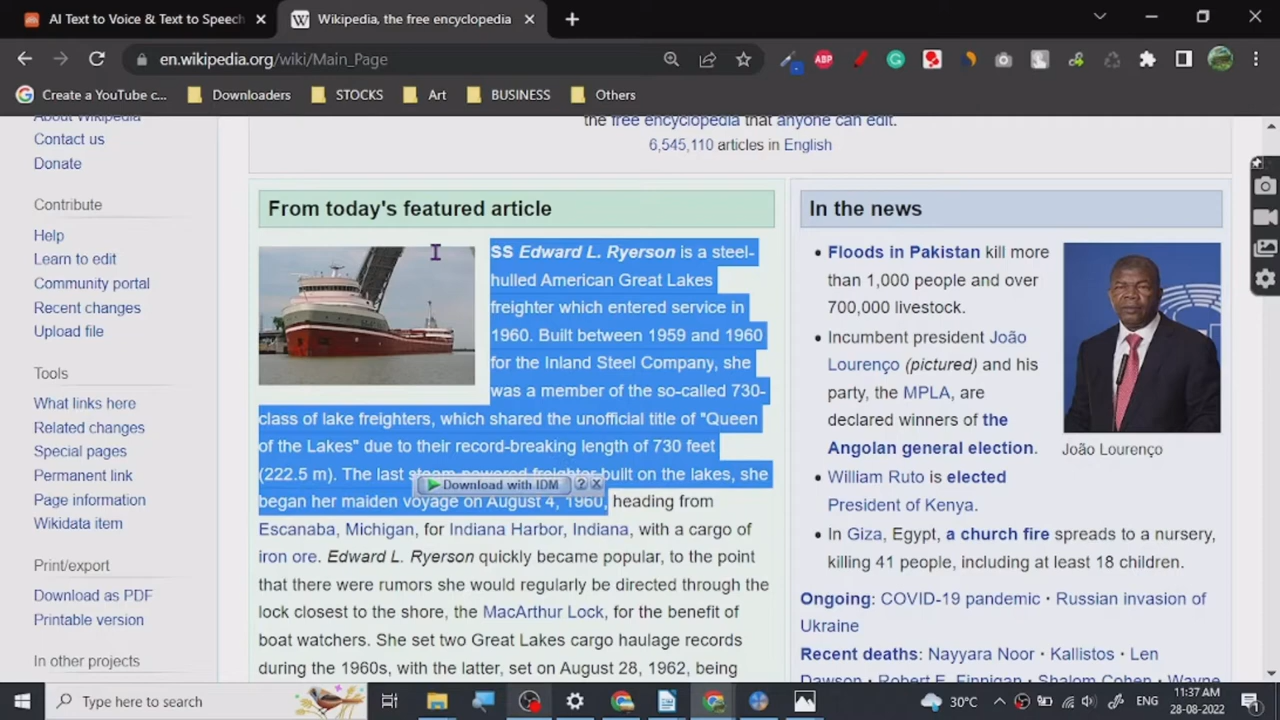 AI Text to Voice & Text to Speech
Wikipedia, the free encyclopedia
en.wikipedia.org/wiki/Main_Page
ABP
Create a YouTube c...
Downloaders
STOCKS
Art
BUSINESS
Others
About Wikipedia
Contact us
Donate
Contribute
Help
Learn to edit
Community portal
Recent changes
Upload file
Tools
What links here
Related changes
Special pages
Permanent link
Page information
Wikidata item
Print/export
Download as PDF
Printable version
In other projects
the free encyclopedia that anyone can edit.
6,545,110 articles in English
From today's featured article
SS Edward L. Ryerson is a steel-
hulled American Great Lakes
freighter which entered service in
1960. Built between 1959 and 1960
for the Inland Steel Company, she
was a member of the so-called 730-
class of lake freighters, which shared the unofficial title of "Queen
of the Lakes" due to their record-breaking length of 730 feet
(222.5 m). The last steam-powered freighter built on the lakes, she
Download with IDM ?
began her maiden voyage on August 4, 1960, heading from
Escanaba, Michigan, for Indiana Harbor, Indiana, with a cargo of
iron ore. Edward L. Ryerson quickly became popular, to the point
that there were rumors she would regularly be directed through the
lock closest to the shore, the MacArthur Lock, for the benefit of
boat watchers. She set two Great Lakes cargo haulage records
during the 1960s, with the latter, set on August 28, 1962, being
In the news
• Floods in Pakistan kill more
than 1,000 people and over
700,000 livestock.
• Incumbent president João
Lourenço (pictured) and his
party, the MPLA, are
declared winners of the
Angolan general election.
João Lourenço
• William Ruto is elected
President of Kenya.
• In Giza, Egypt, a church fire spreads to a nursery,
killing 41 people, including at least 18 children.
Ongoing: COVID-19 pandemic • Russian invasion of
Ukraine
Recent deaths: Nayyara Noor • Kallistos • Len
Dawson • Robert E. Finnigan • Shalom Cohen • Wayne
Type here to search
30°C
ENG
11:37 AM
28-08-2022
1